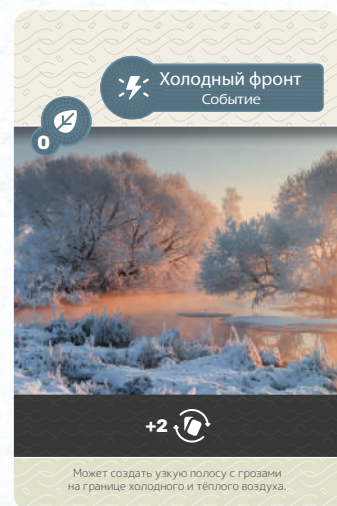 Холодный фронт
Событие
0
+2
Может создать узкую полосу с грозами
на границе холодного и тёплого воздуха.